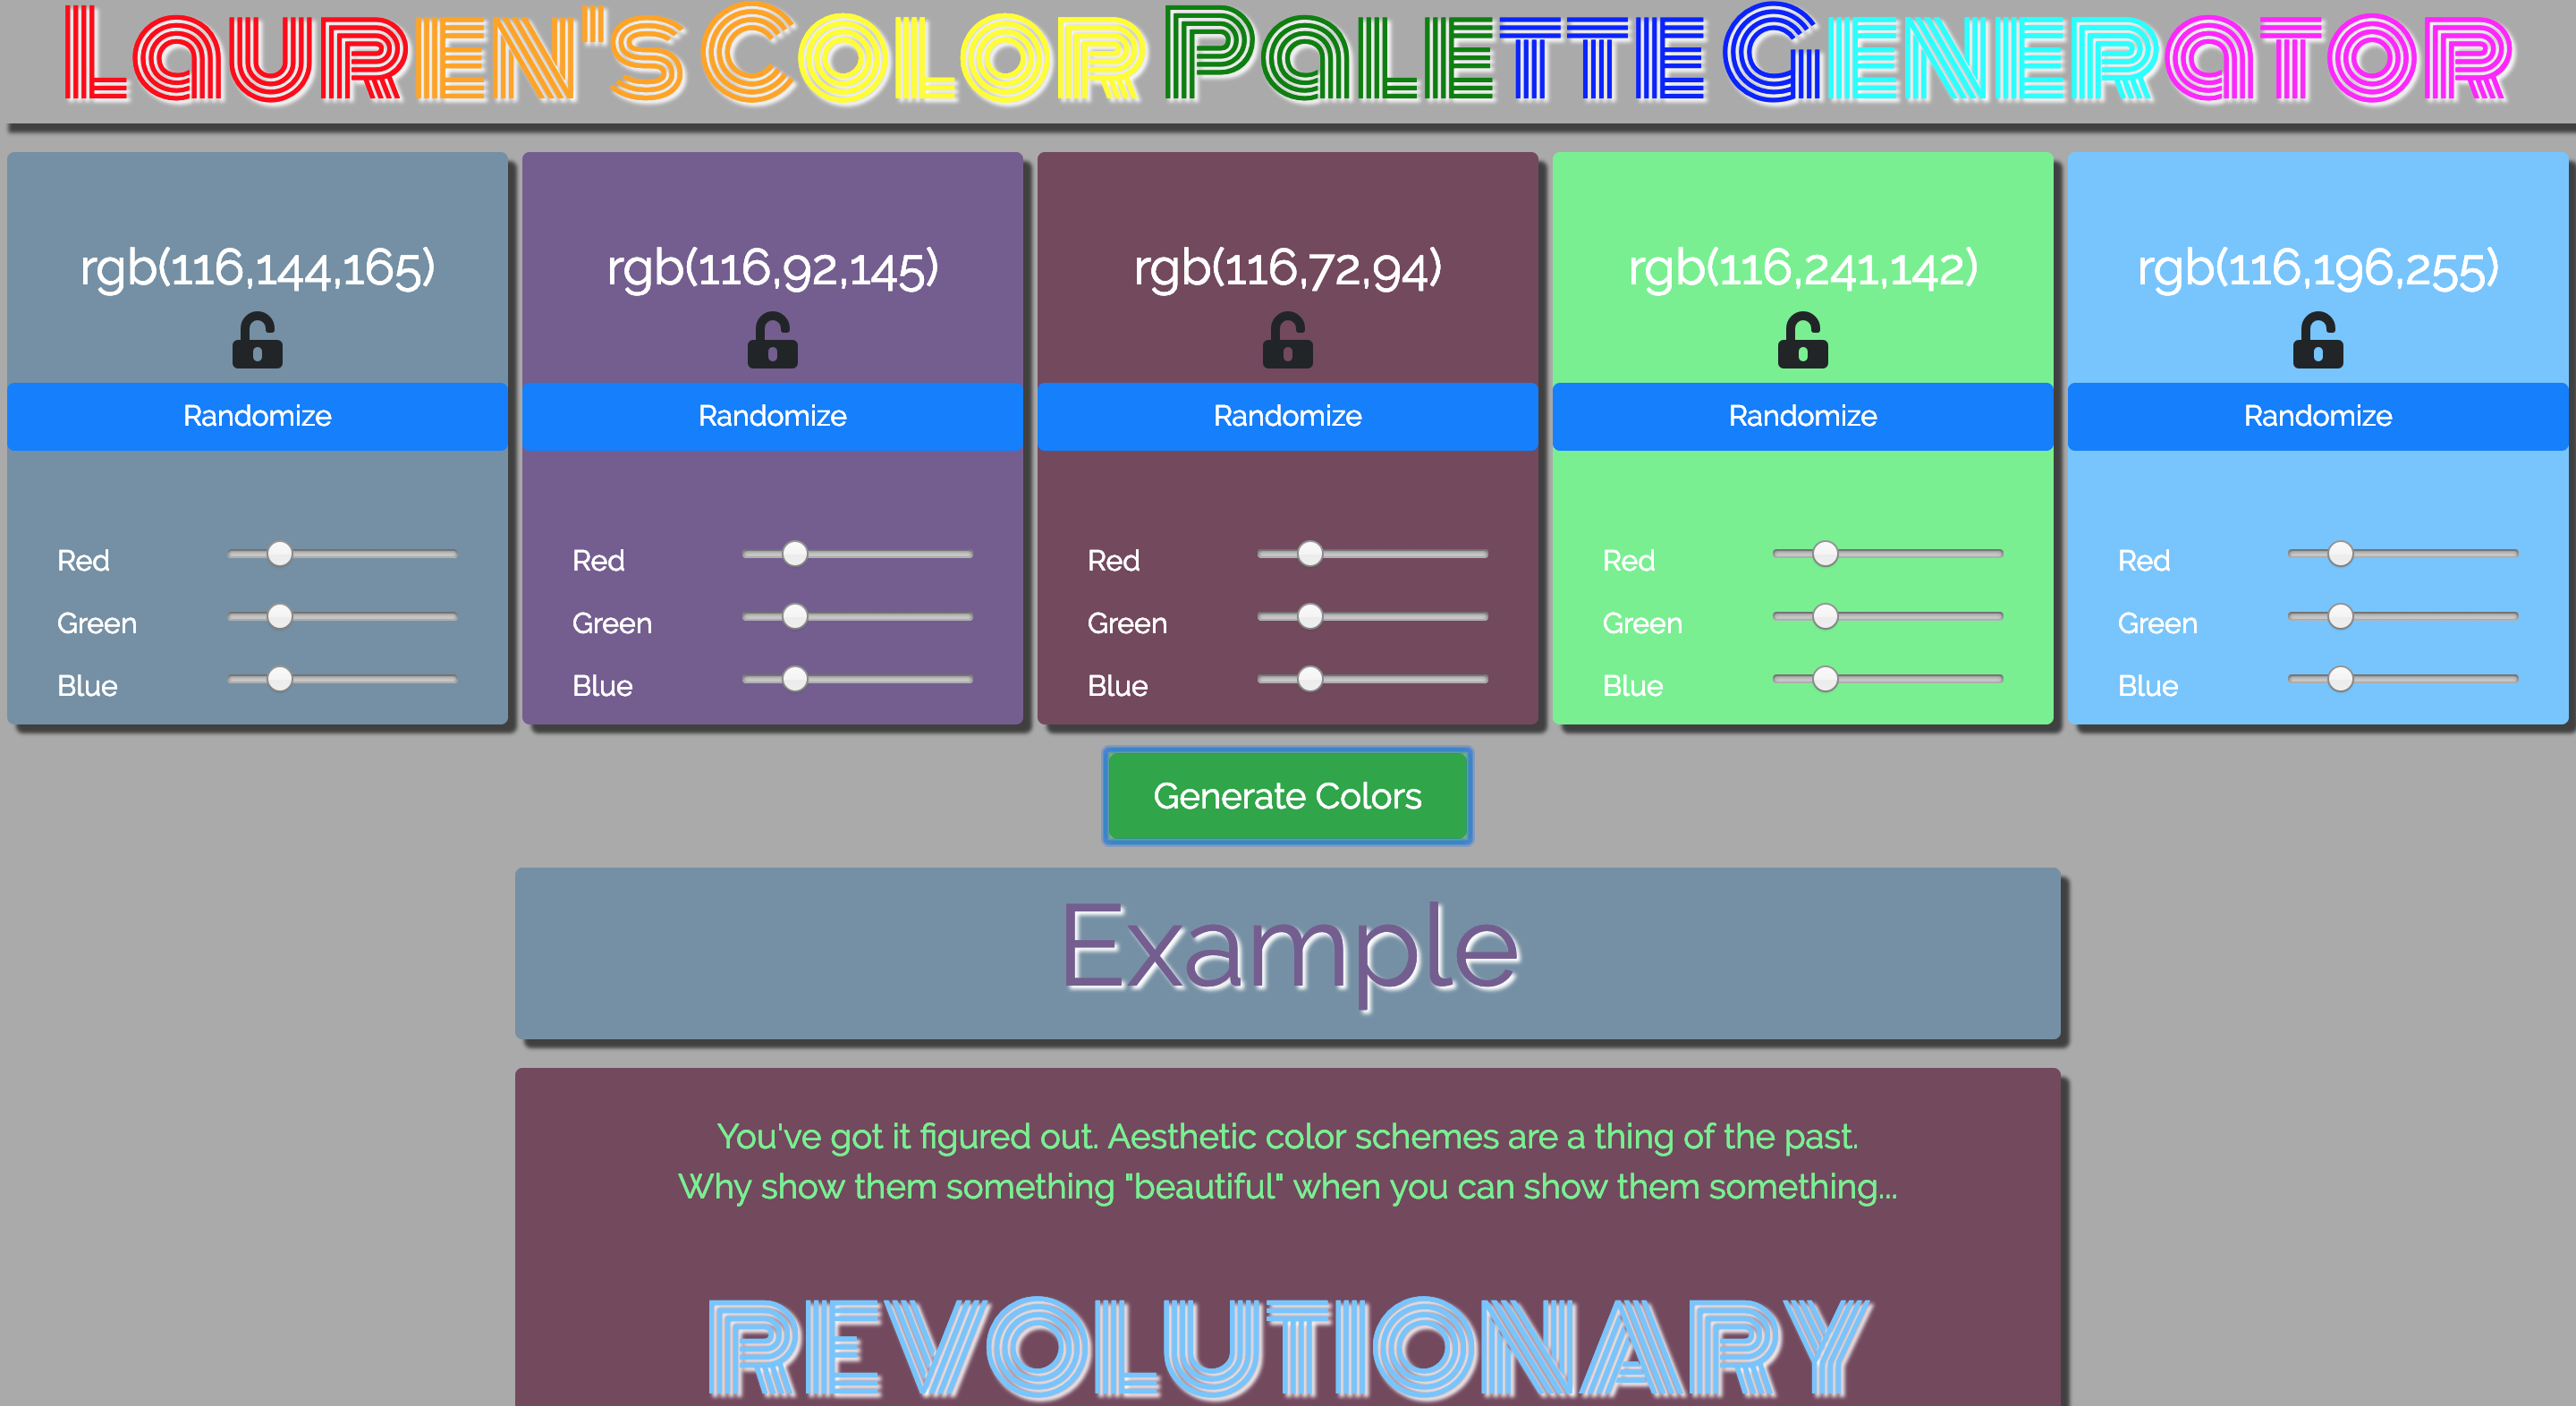 Lauren's Color Palette Generator
rgb(116,144,165)
Randomize
Red
Green
Blue
rgb(116,92,145)
Randomize
Red
Green
Blue
rgb(116,72,94)
Randomize
Red
Green
Blue
rgb(116,241,142)
Randomize
Red
Green
Blue
rgb(116,196,255)
Randomize
Red
Green
Blue
Generate Colors
Example
You've got it figured out. Aesthetic color schemes are a thing of the past.
Why show them something "beautiful" when you can show them something...
REVOLUTIONARY